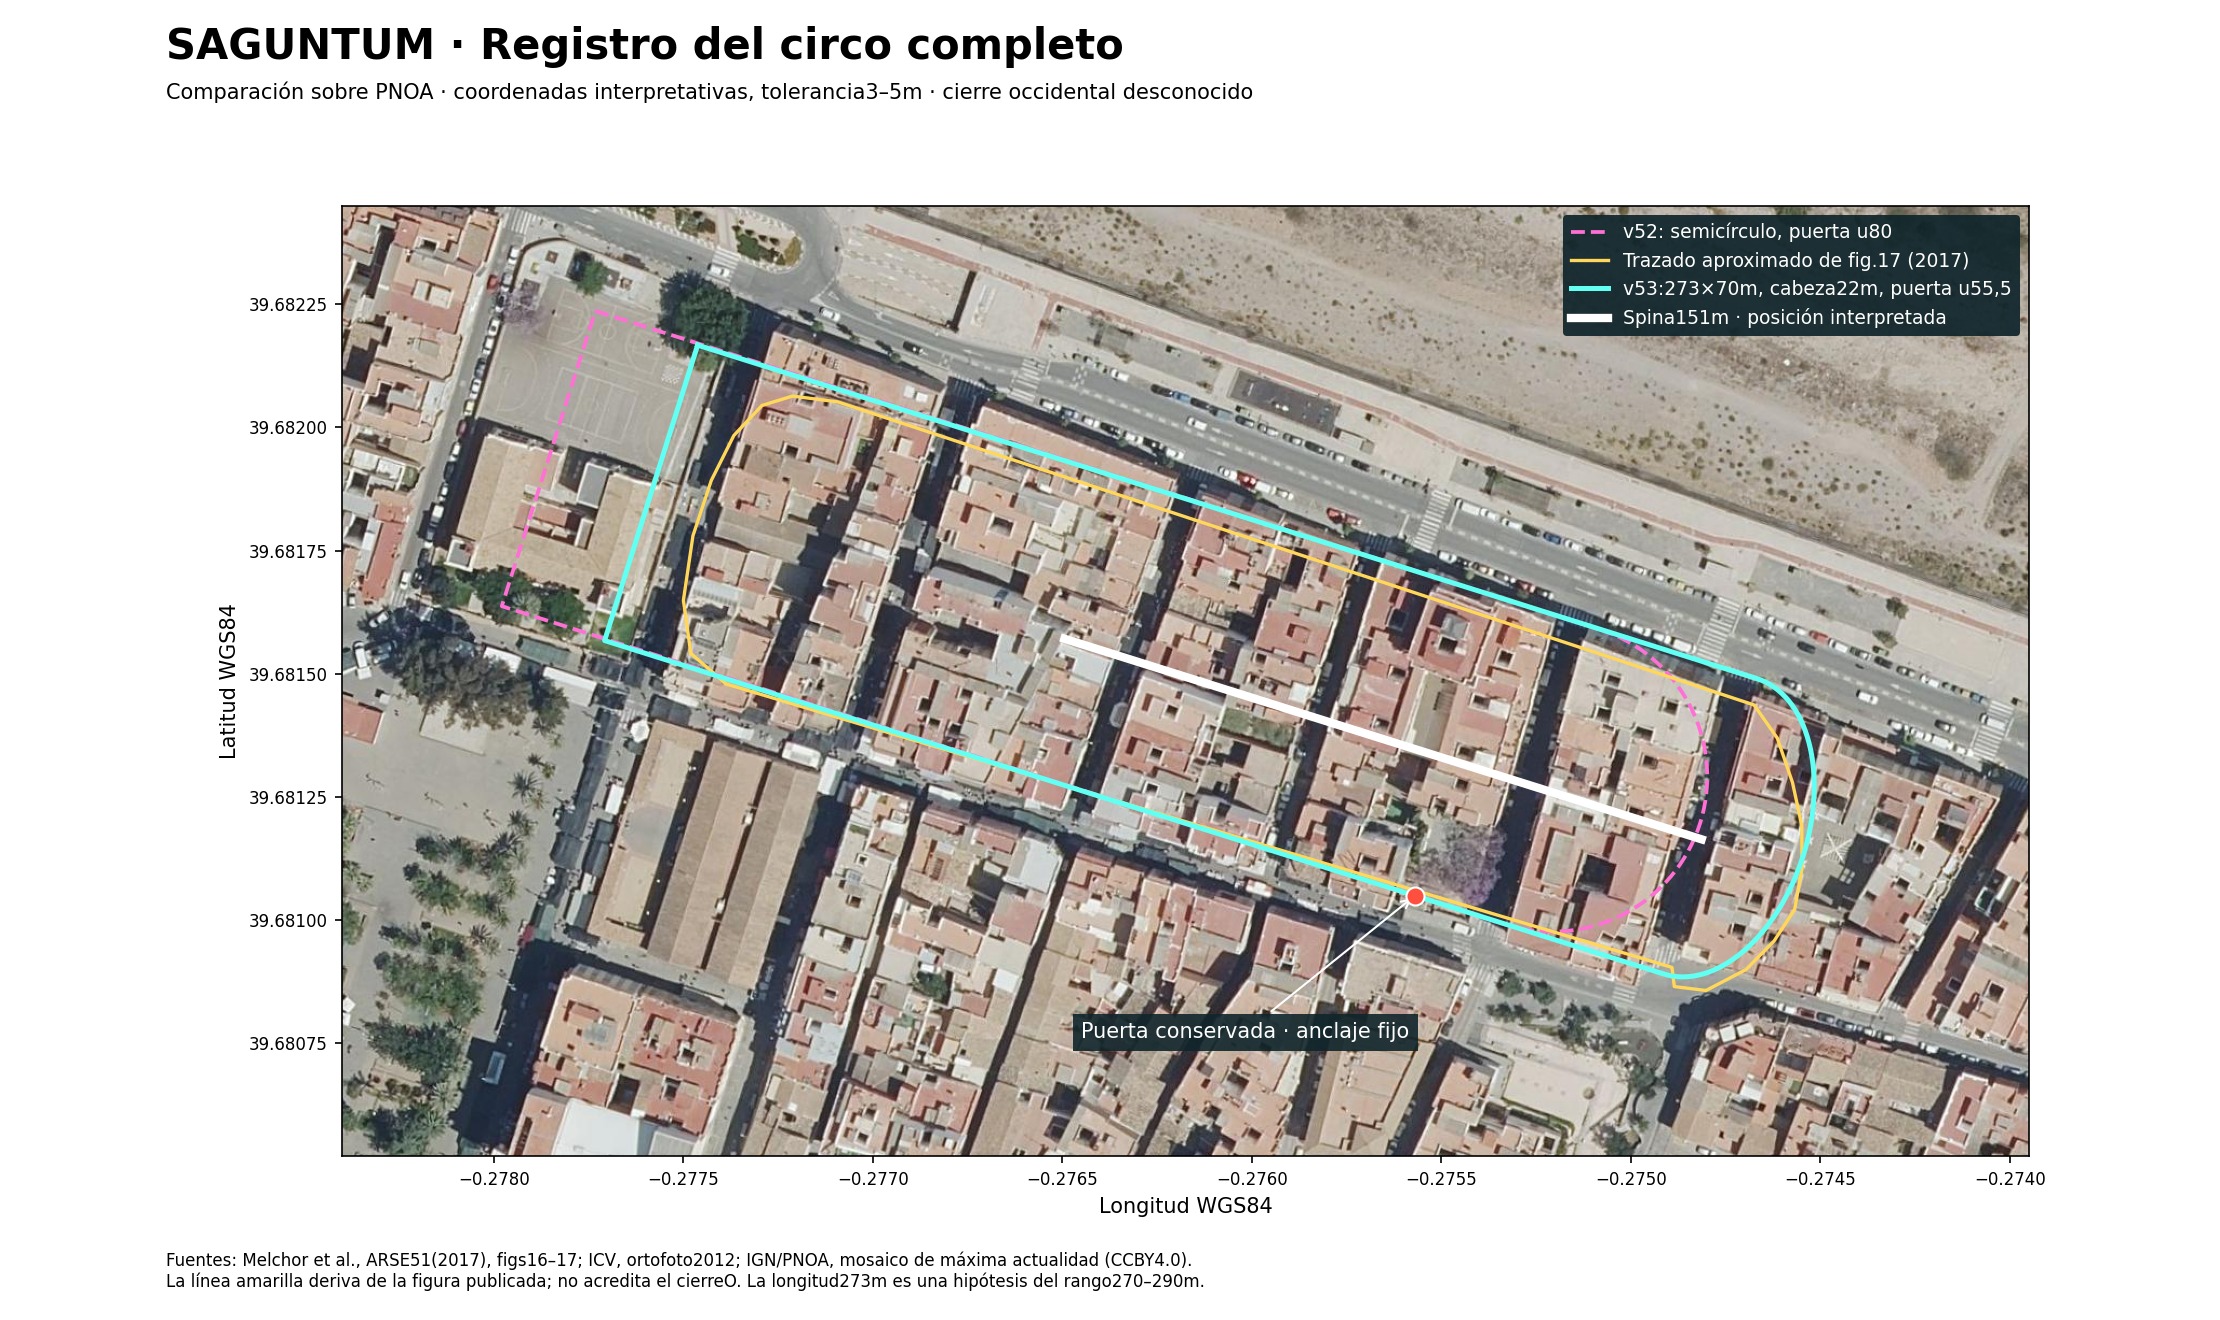 SAGUNTUM · Registro del circo completo
Comparación sobre PNOA · coordenadas interpretativas, tolerancia3–5m · cierre occidental desconocido
v52: semicírculo, puerta u80
Trazado aproximado de fig.17 (2017)
v53:273×70m, cabeza22m, puerta u55,5
Spina151m · posición interpretada
39.68225
39.68200
39.68175
39.68150
39.68125
39.68100
39.68075
Latitud WGS84
Puerta conservada · anclaje fijo
−0.2780
−0.2775
−0.2770
−0.2765
−0.2760
−0.2755
−0.2750
−0.2745
−0.2740
Longitud WGS84
Fuentes: Melchor et al., ARSE51(2017), figs16–17; ICV, ortofoto2012; IGN/PNOA, mosaico de máxima actualidad (CCBY4.0).
La línea amarilla deriva de la figura publicada; no acredita el cierreO. La longitud273m es una hipótesis del rango270–290m.